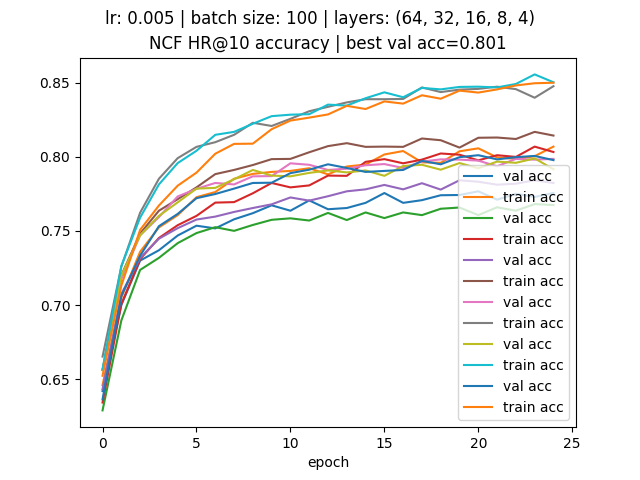 lr: 0.005 | batch size: 100 | layers: (64, 32, 16, 8, 4)
NCF HR@10 accuracy | best val acc=0.801
0.85
0.80
0.75
0.70
0.65
val acc
train acc
val acc
train acc
val acc
train acc
val acc
train acc
val acc
train acc
val acc
train acc
0
5
10
15
20
25
epoch